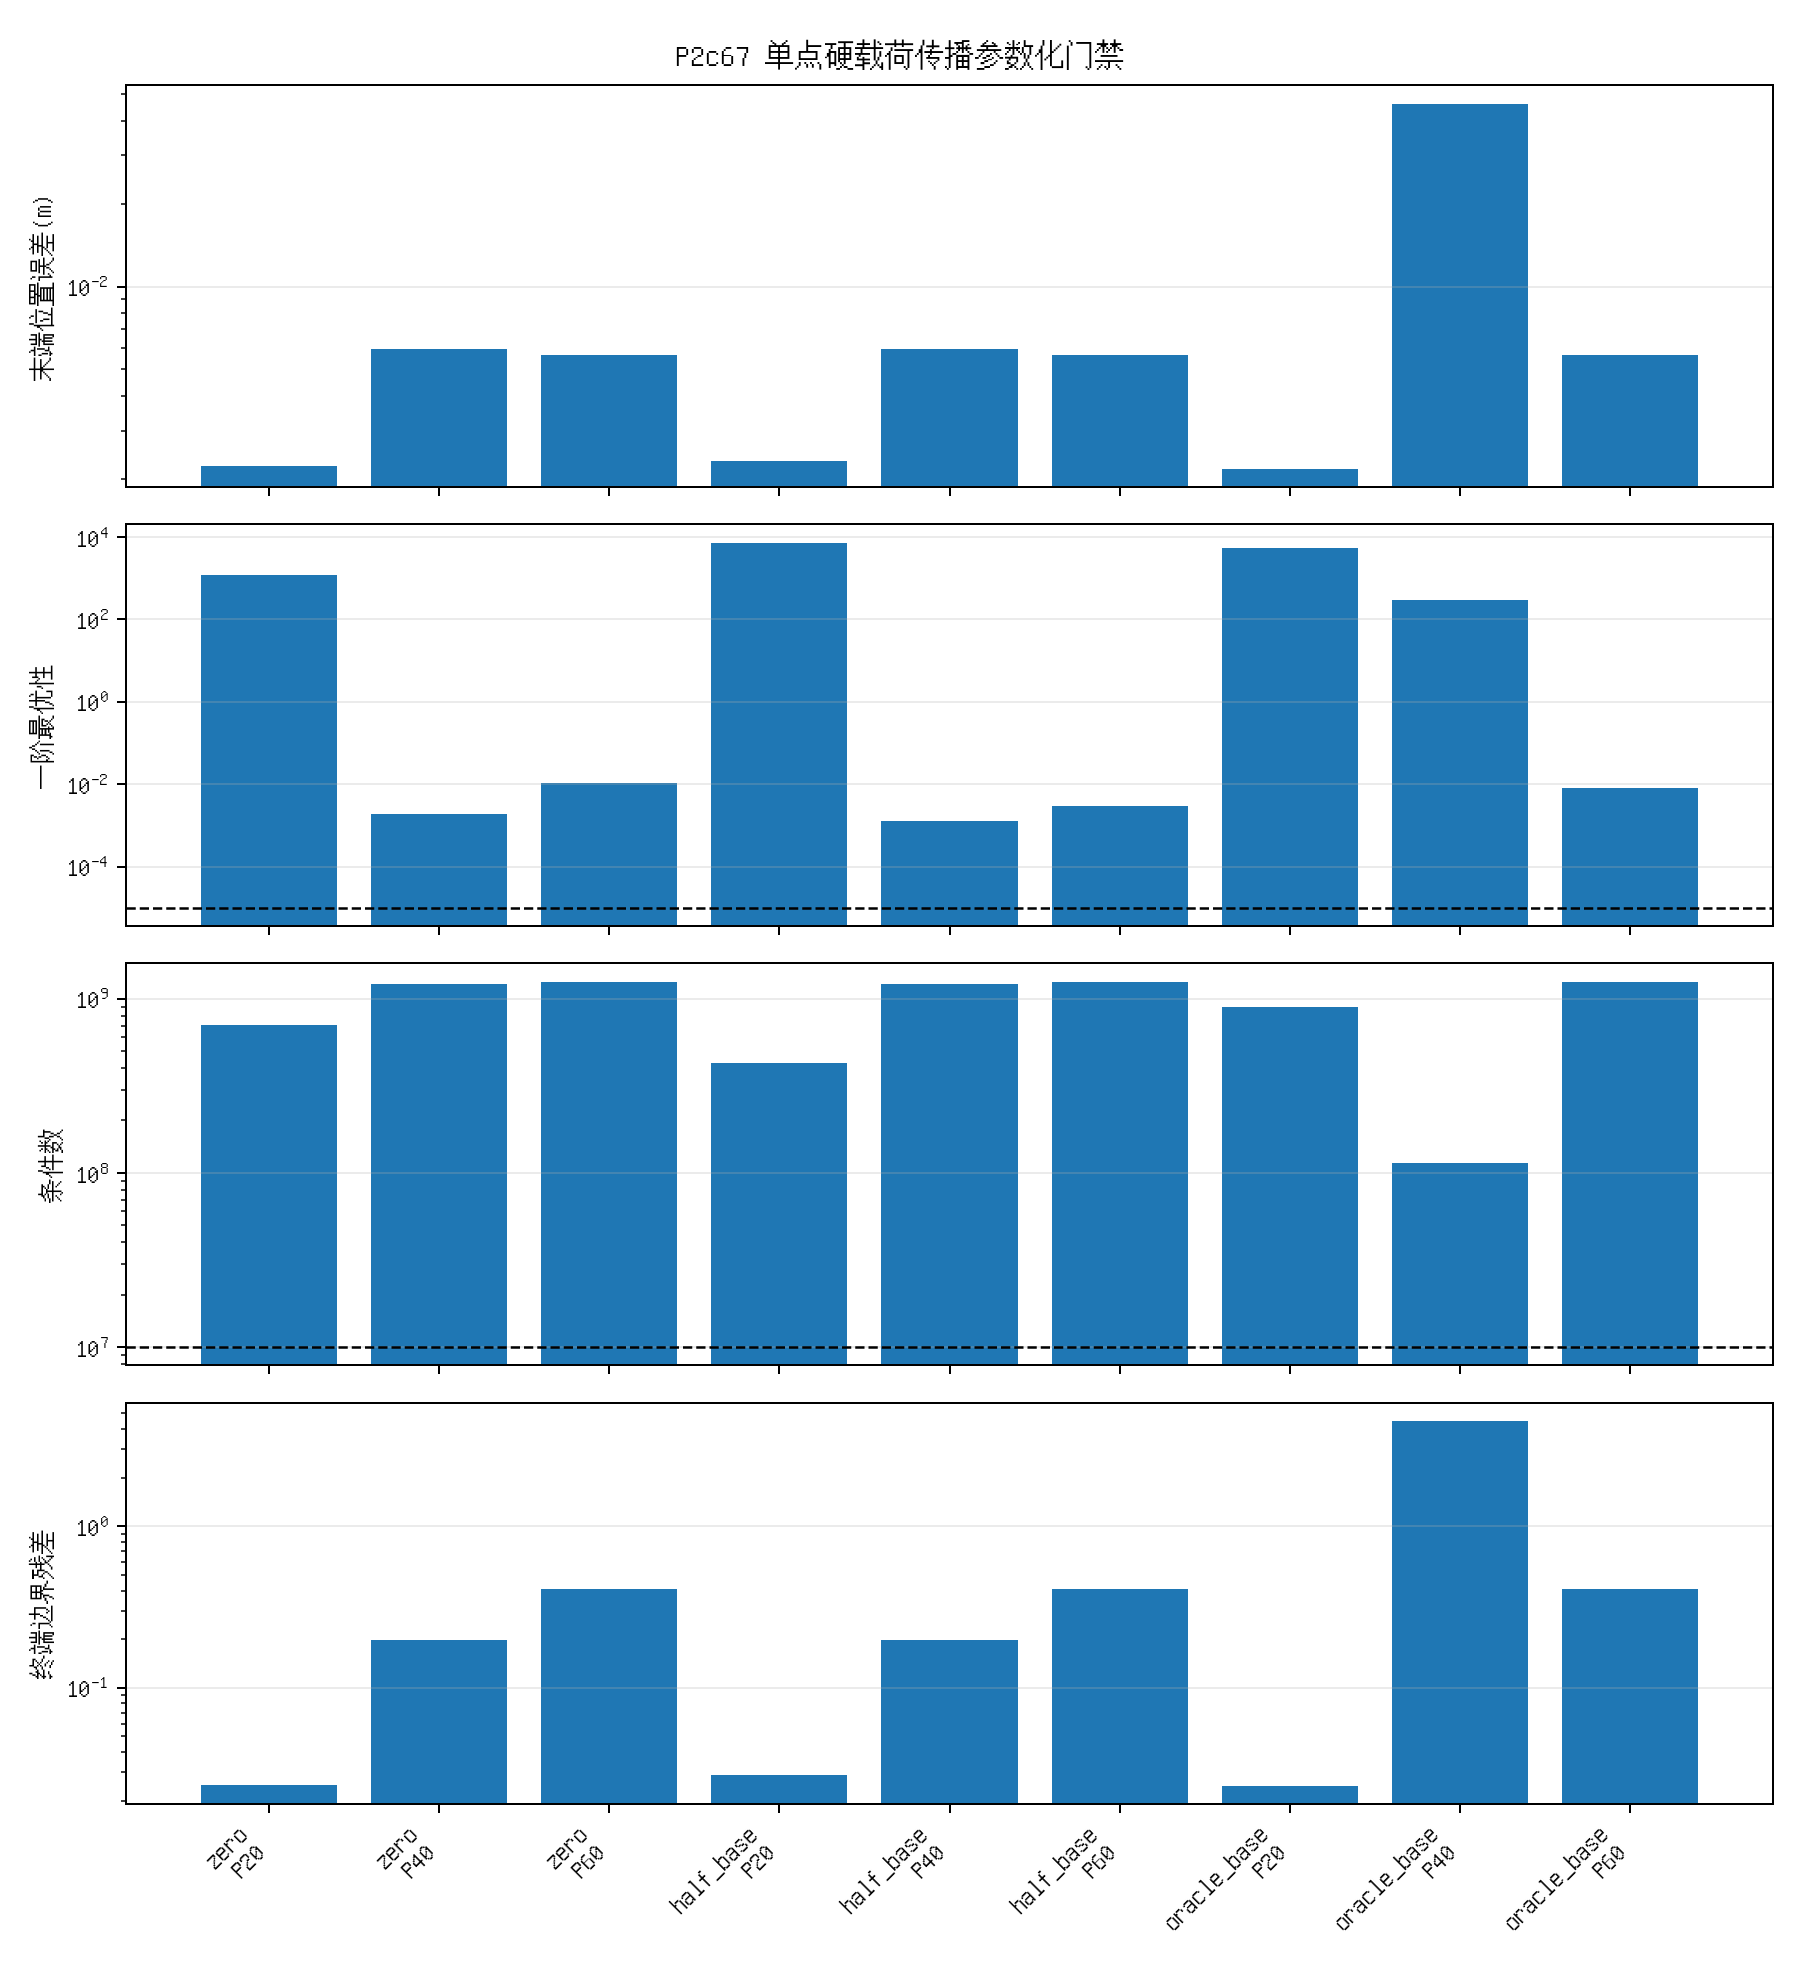 P2c67 单点硬载荷传播参数化门禁
末端位置误差(m)
10⁻²
一阶最优性
10⁴
10²
10⁰
10⁻²
10⁻⁴
条件数
10⁹
10⁸
10⁷
终端边界残差
10⁰
10⁻¹
zero
P20
zero
P40
zero
P60
half_base
P20
half_base
P40
half_base
P60
oracle_base
P20
oracle_base
P40
oracle_base
P60